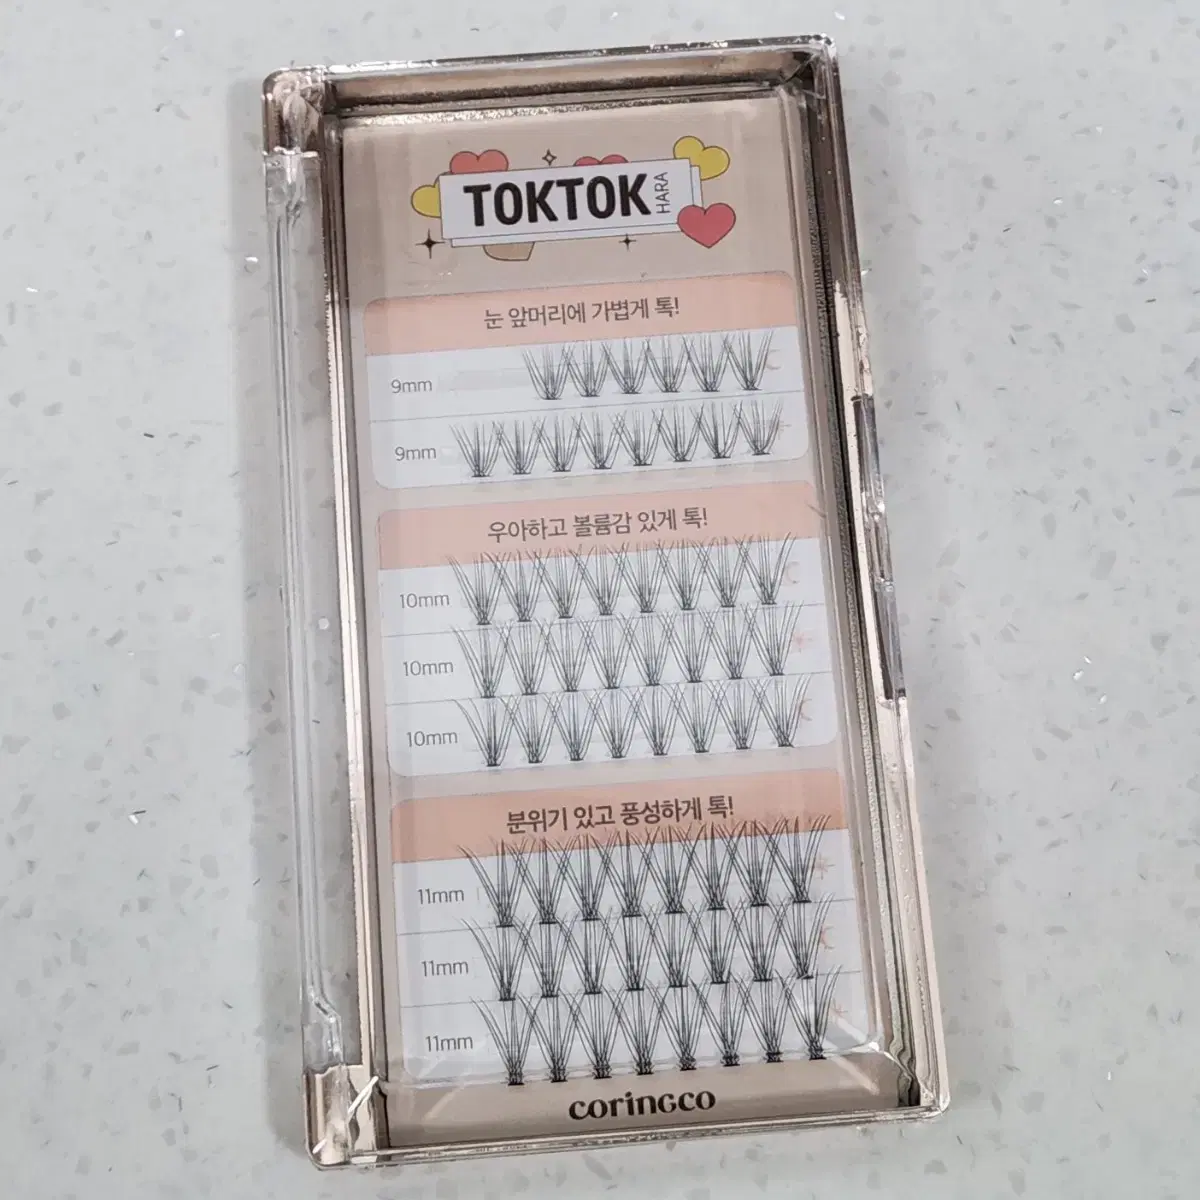 TOKTOK
HARA
눈 앞머리에 가볍게 톡!
9mm
9mm
우아하고 볼륨감 있게 톡!
10mm
10mm
10mm
분위기 있고 풍성하게 톡!
11mm
11mm
11mm
coringco